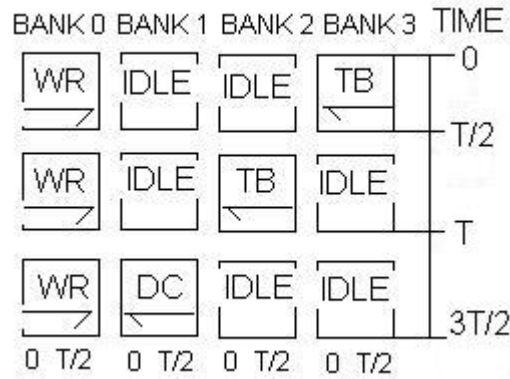 BANK 0 BANK 1 BANK 2 BANK 3 TIME
0
WR IDLE IDLE TB
T/2
WR IDLE TB IDLE
T
WR DC IDLE IDLE
3T/2
0 T/2 0 T/2 0 T/2 0 T/2